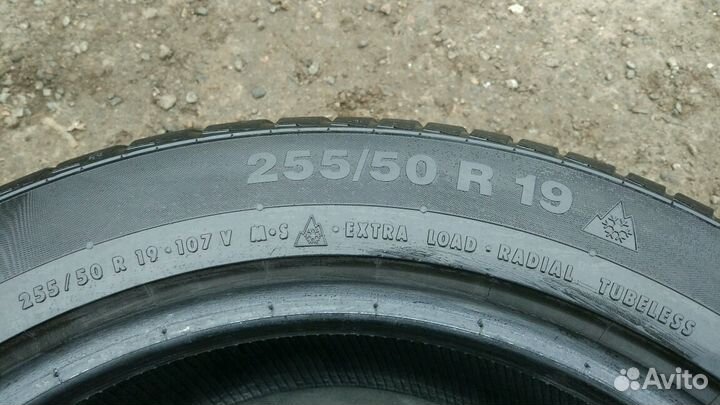 255/50 R 19
255/50 R 19 · 107 V M·S · EXTRA LOAD · RADIAL TUBELESS
Avito